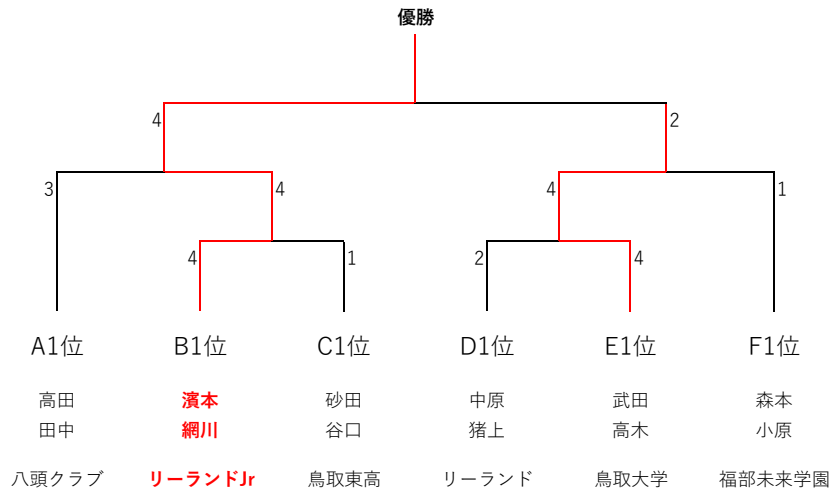 優勝
4
2
3
4
4
1
4
1
2
4
A1位 B1位 C1位 D1位 E1位 F1位
高田 濱本 砂田 中原 武田 森本
田中 網川 谷口 猪上 高木 小原
八頭クラブ リーランドJr 鳥取東高 リーランド 鳥取大学 福部未来学園